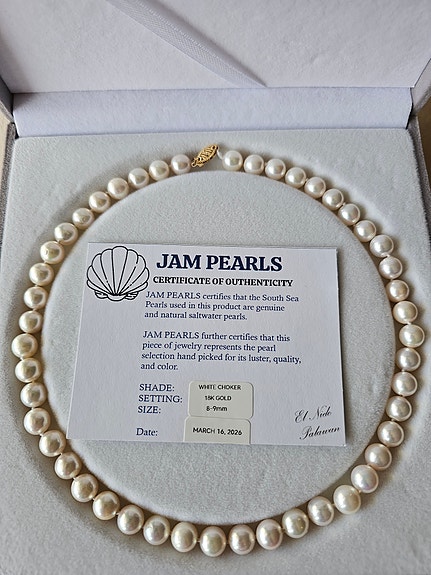 JAM PEARLS
CERTIFICATE OF OUTHENTICITY
JAM PEARLS certifies that the South Sea
Pearls used in this product are genuine
and natural saltwater pearls.
JAM PEARLS further certifies that this
piece of jewelry represents the pearl
selection hand picked for its luster, quality,
and color.
SHADE: WHITE CHOKER
SETTING: 18K GOLD
SIZE: 8-9mm
Date: MARCH 16, 2026
El Nido
Palawan